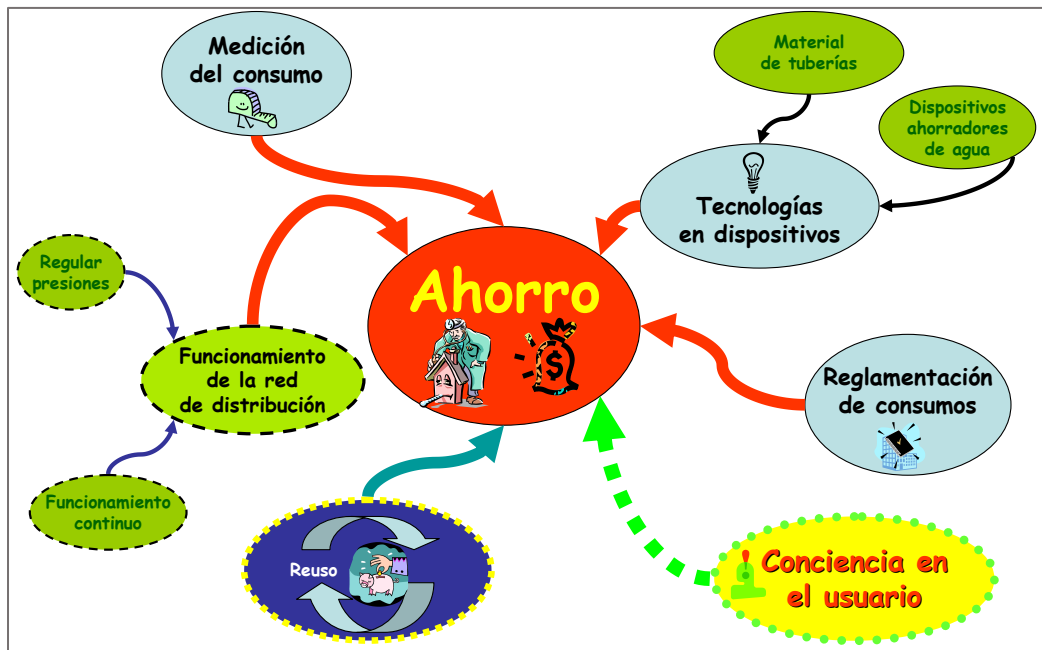 Medición
del consumo
Material
de tuberías
Dispositivos
ahorradores
de agua
Tecnologías
en dispositivos
Ahorro
$
Regular
presiones
Funcionamiento
de la red
de distribución
Reglamentación
de consumos
Funcionamiento
continuo
Reuso
Conciencia en
el usuario